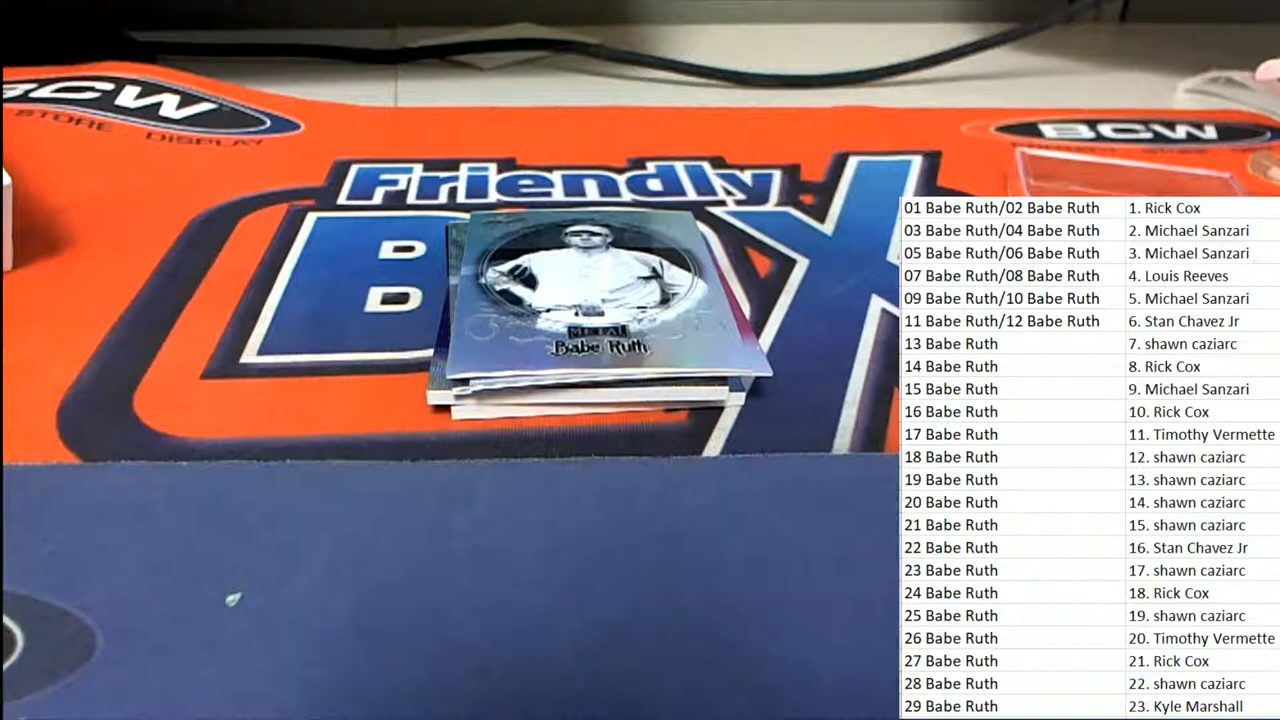 BCW
STORE · DISPLAY
BCW
Friendly
B
X
METAL
Babe Ruth
01 Babe Ruth/02 Babe Ruth 1. Rick Cox
03 Babe Ruth/04 Babe Ruth 2. Michael Sanzari
05 Babe Ruth/06 Babe Ruth 3. Michael Sanzari
07 Babe Ruth/08 Babe Ruth 4. Louis Reeves
09 Babe Ruth/10 Babe Ruth 5. Michael Sanzari
11 Babe Ruth/12 Babe Ruth 6. Stan Chavez Jr
13 Babe Ruth 7. shawn caziarc
14 Babe Ruth 8. Rick Cox
15 Babe Ruth 9. Michael Sanzari
16 Babe Ruth 10. Rick Cox
17 Babe Ruth 11. Timothy Vermette
18 Babe Ruth 12. shawn caziarc
19 Babe Ruth 13. shawn caziarc
20 Babe Ruth 14. shawn caziarc
21 Babe Ruth 15. shawn caziarc
22 Babe Ruth 16. Stan Chavez Jr
23 Babe Ruth 17. shawn caziarc
24 Babe Ruth 18. Rick Cox
25 Babe Ruth 19. shawn caziarc
26 Babe Ruth 20. Timothy Vermette
27 Babe Ruth 21. Rick Cox
28 Babe Ruth 22. shawn caziarc
29 Babe Ruth 23. Kyle Marshall